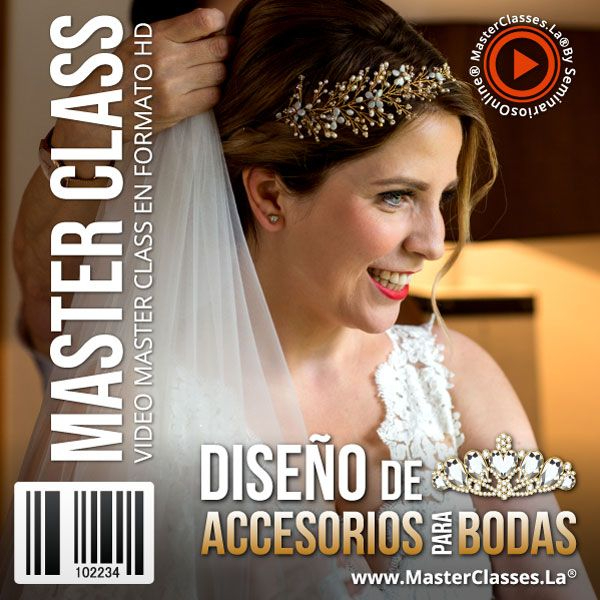 MASTER CLASS
VIDEO MASTER CLASS EN FORMATO HD
MasterClasses.La® By SeminariosOnline®
DISEÑO DE
ACCESORIOS PARA BODAS
102234
www.MasterClasses.La®